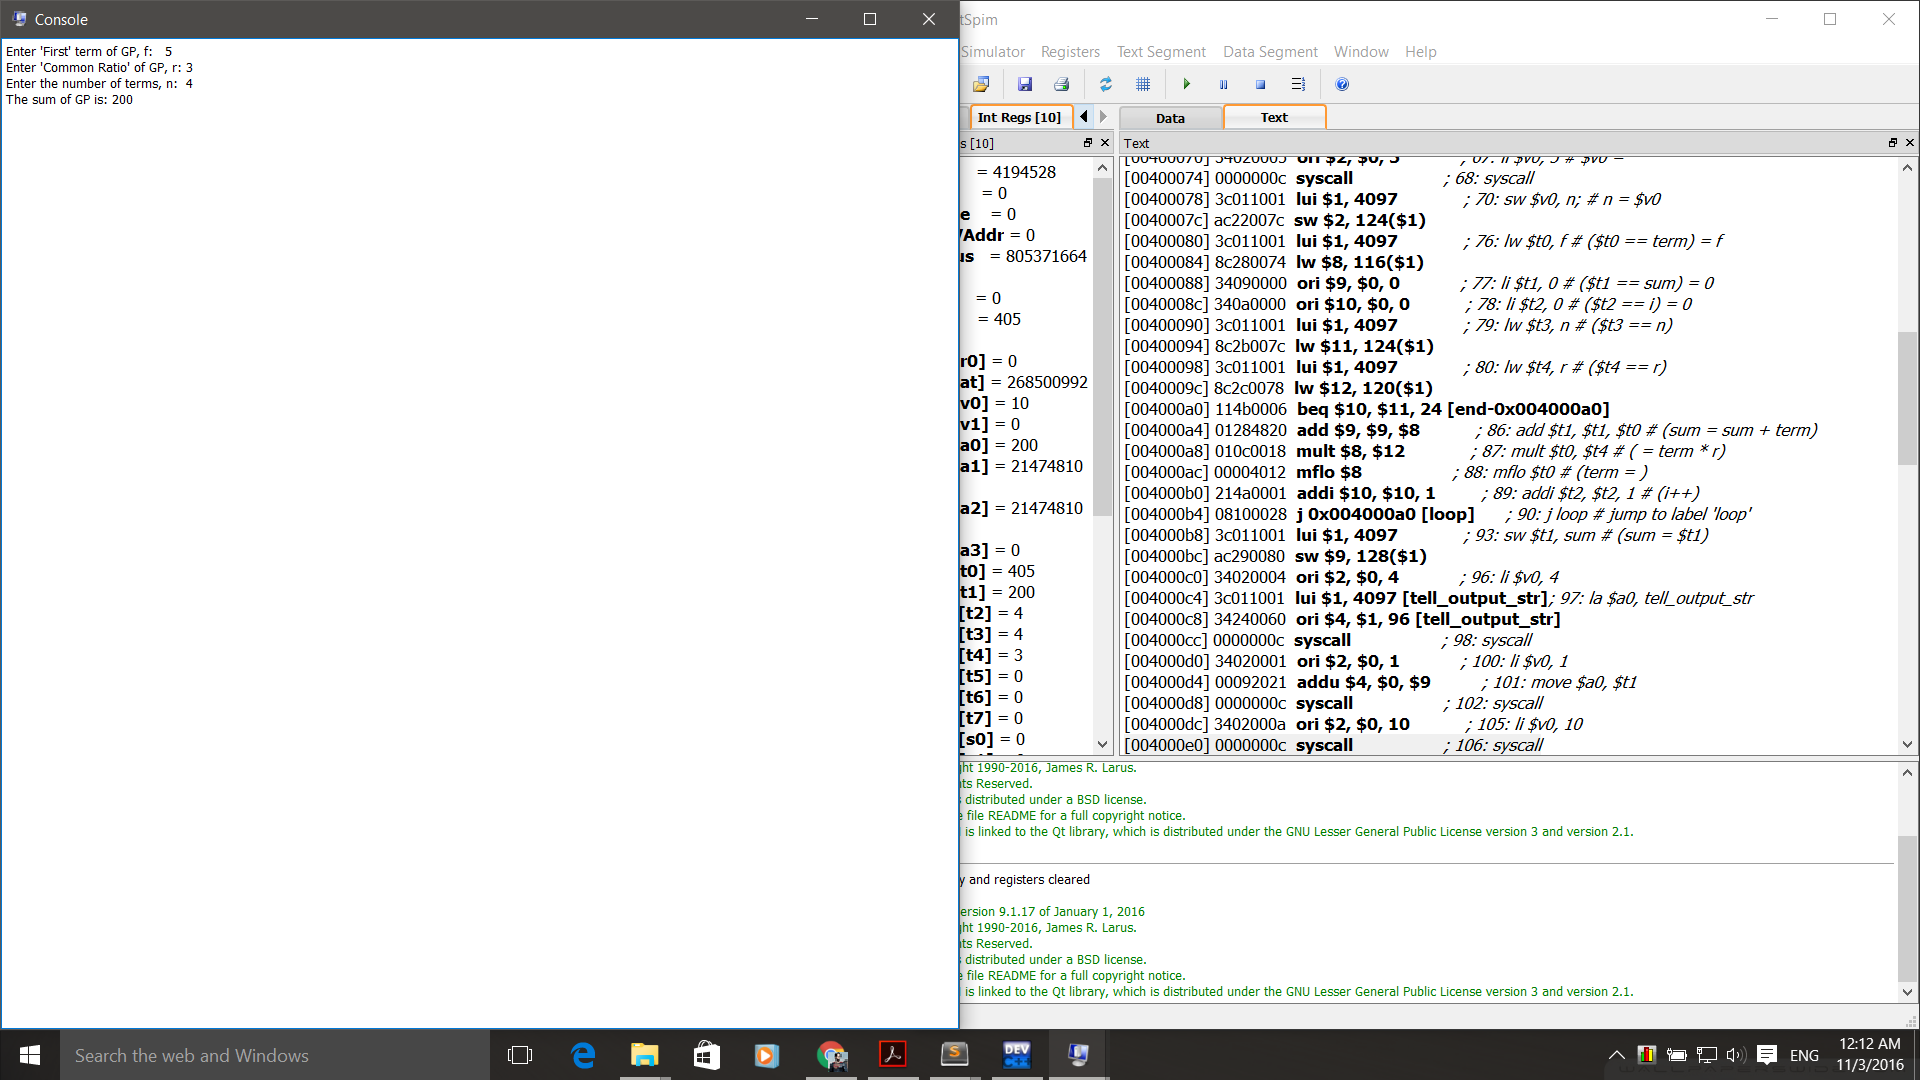 Console
Enter 'First' term of GP, f: 5
Enter 'Common Ratio' of GP, r: 3
Enter the number of terms, n: 4
The sum of GP is: 200
tSpim
Simulator Registers Text Segment Data Segment Window Help
Int Regs [10]
Data
Text
s [10]
= 4194528
= 0
e = 0
VAddr = 0
us = 805371664
= 0
= 405
r0] = 0
at] = 268500992
v0] = 10
v1] = 0
a0] = 200
a1] = 21474810
a2] = 21474810
a3] = 0
t0] = 405
t1] = 200
[t2] = 4
[t3] = 4
[t4] = 3
[t5] = 0
[t6] = 0
[t7] = 0
[s0] = 0
Text
[00400070] 34020005 ori $2, $0, 5 ; 67: li $v0, 5 # $v0 =
[00400074] 0000000c syscall ; 68: syscall
[00400078] 3c011001 lui $1, 4097 ; 70: sw $v0, n; # n = $v0
[0040007c] ac22007c sw $2, 124($1)
[00400080] 3c011001 lui $1, 4097 ; 76: lw $t0, f # ($t0 == term) = f
[00400084] 8c280074 lw $8, 116($1)
[00400088] 34090000 ori $9, $0, 0 ; 77: li $t1, 0 # ($t1 == sum) = 0
[0040008c] 340a0000 ori $10, $0, 0 ; 78: li $t2, 0 # ($t2 == i) = 0
[00400090] 3c011001 lui $1, 4097 ; 79: lw $t3, n # ($t3 == n)
[00400094] 8c2b007c lw $11, 124($1)
[00400098] 3c011001 lui $1, 4097 ; 80: lw $t4, r # ($t4 == r)
[0040009c] 8c2c0078 lw $12, 120($1)
[004000a0] 114b0006 beq $10, $11, 24 [end-0x004000a0]
[004000a4] 01284820 add $9, $9, $8 ; 86: add $t1, $t1, $t0 # (sum = sum + term)
[004000a8] 010c0018 mult $8, $12 ; 87: mult $t0, $t4 # ( = term * r)
[004000ac] 00004012 mflo $8 ; 88: mflo $t0 # (term = )
[004000b0] 214a0001 addi $10, $10, 1 ; 89: addi $t2, $t2, 1 # (i++)
[004000b4] 08100028 j 0x004000a0 [loop] ; 90: j loop # jump to label 'loop'
[004000b8] 3c011001 lui $1, 4097 ; 93: sw $t1, sum # (sum = $t1)
[004000bc] ac290080 sw $9, 128($1)
[004000c0] 34020004 ori $2, $0, 4 ; 96: li $v0, 4
[004000c4] 3c011001 lui $1, 4097 [tell_output_str]; 97: la $a0, tell_output_str
[004000c8] 34240060 ori $4, $1, 96 [tell_output_str]
[004000cc] 0000000c syscall ; 98: syscall
[004000d0] 34020001 ori $2, $0, 1 ; 100: li $v0, 1
[004000d4] 00092021 addu $4, $0, $9 ; 101: move $a0, $t1
[004000d8] 0000000c syscall ; 102: syscall
[004000dc] 3402000a ori $2, $0, 10 ; 105: li $v0, 10
[004000e0] 0000000c syscall ; 106: syscall
ght 1990-2016, James R. Larus.
hts Reserved.
s distributed under a BSD license.
e file README for a full copyright notice.
is linked to the Qt library, which is distributed under the GNU Lesser General Public License version 3 and version 2.1.
y and registers cleared
ersion 9.1.17 of January 1, 2016
ght 1990-2016, James R. Larus.
hts Reserved.
s distributed under a BSD license.
e file README for a full copyright notice.
is linked to the Qt library, which is distributed under the GNU Lesser General Public License version 3 and version 2.1.
Search the web and Windows
DEV
C++
ENG
12:12 AM
11/3/2016